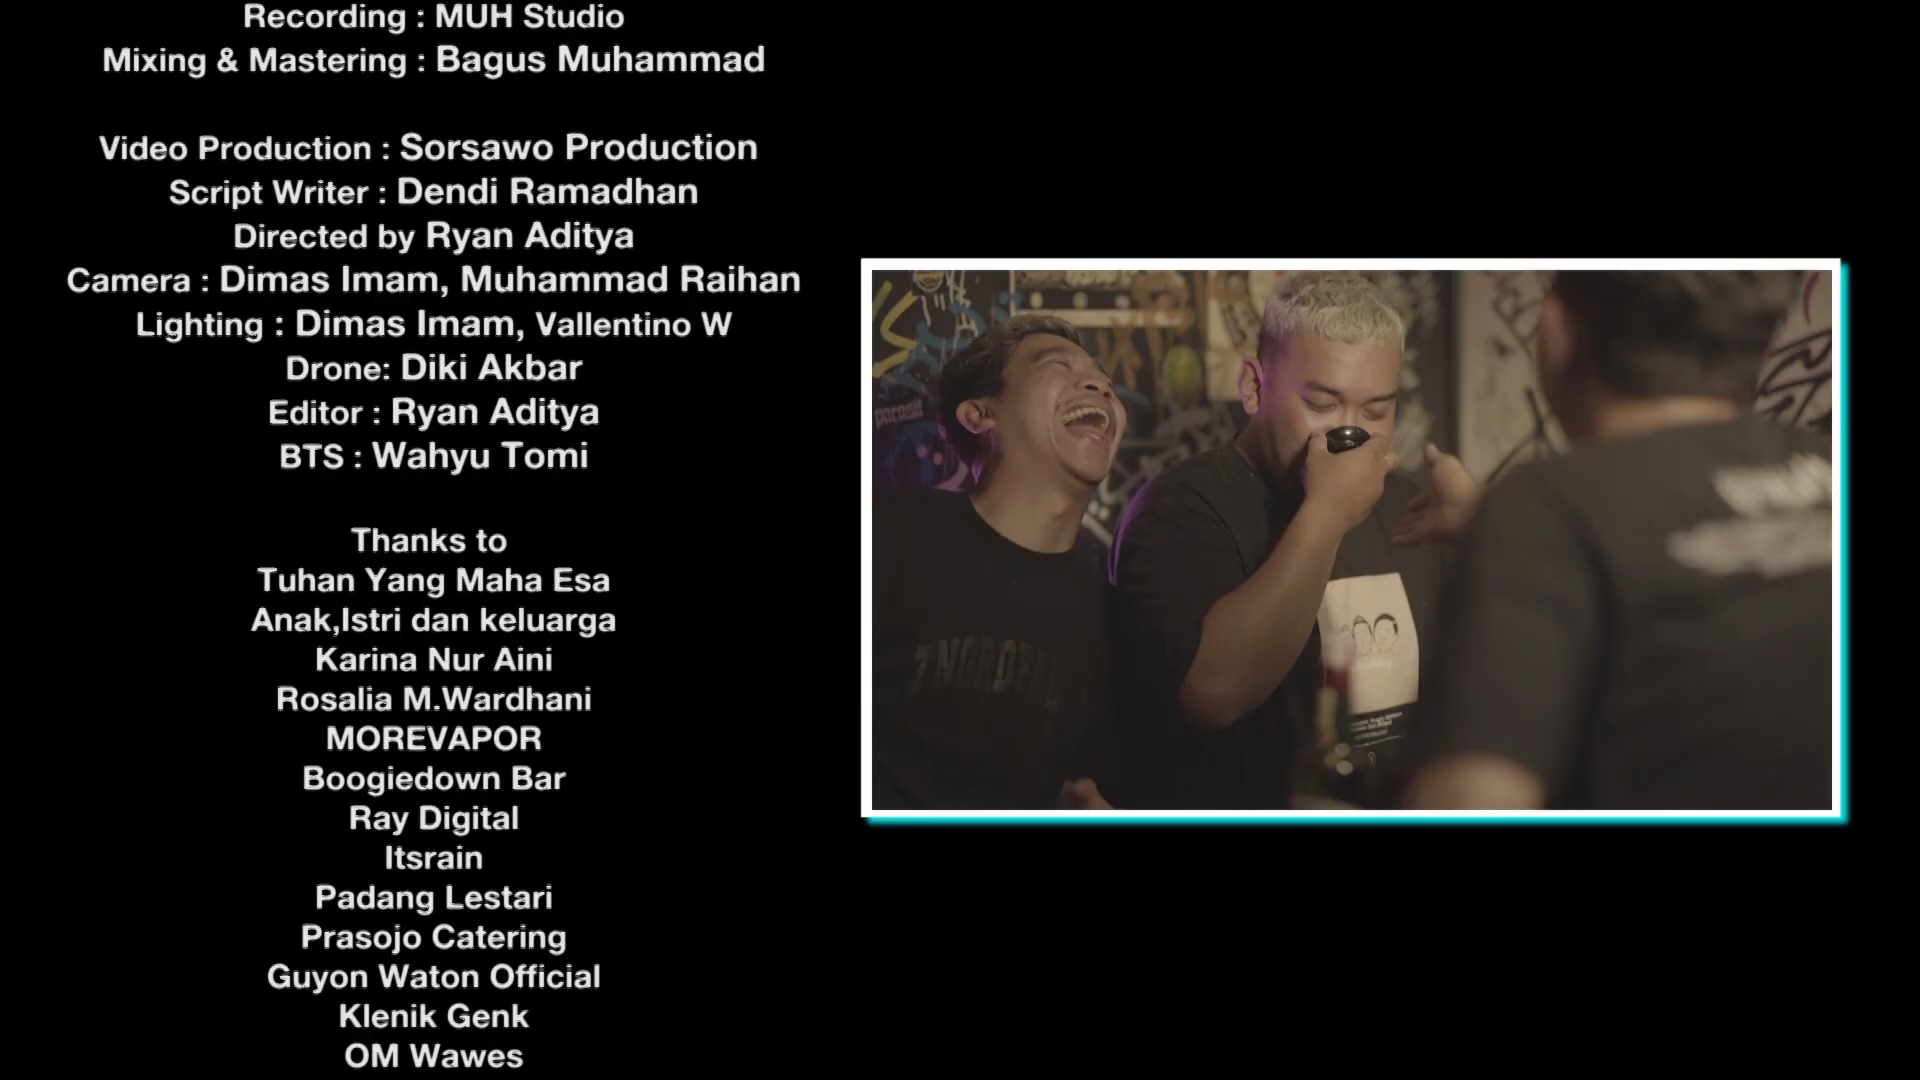 Recording : MUH Studio
Mixing & Mastering : Bagus Muhammad
Video Production : Sorsawo Production
Script Writer : Dendi Ramadhan
Directed by Ryan Aditya
Camera : Dimas Imam, Muhammad Raihan
Lighting : Dimas Imam, Vallentino W
Drone: Diki Akbar
Editor : Ryan Aditya
BTS : Wahyu Tomi
Thanks to
Tuhan Yang Maha Esa
Anak,Istri dan keluarga
Karina Nur Aini
Rosalia M.Wardhani
MOREVAPOR
Boogiedown Bar
Ray Digital
Itsrain
Padang Lestari
Prasojo Catering
Guyon Waton Official
Klenik Genk
OM Wawes